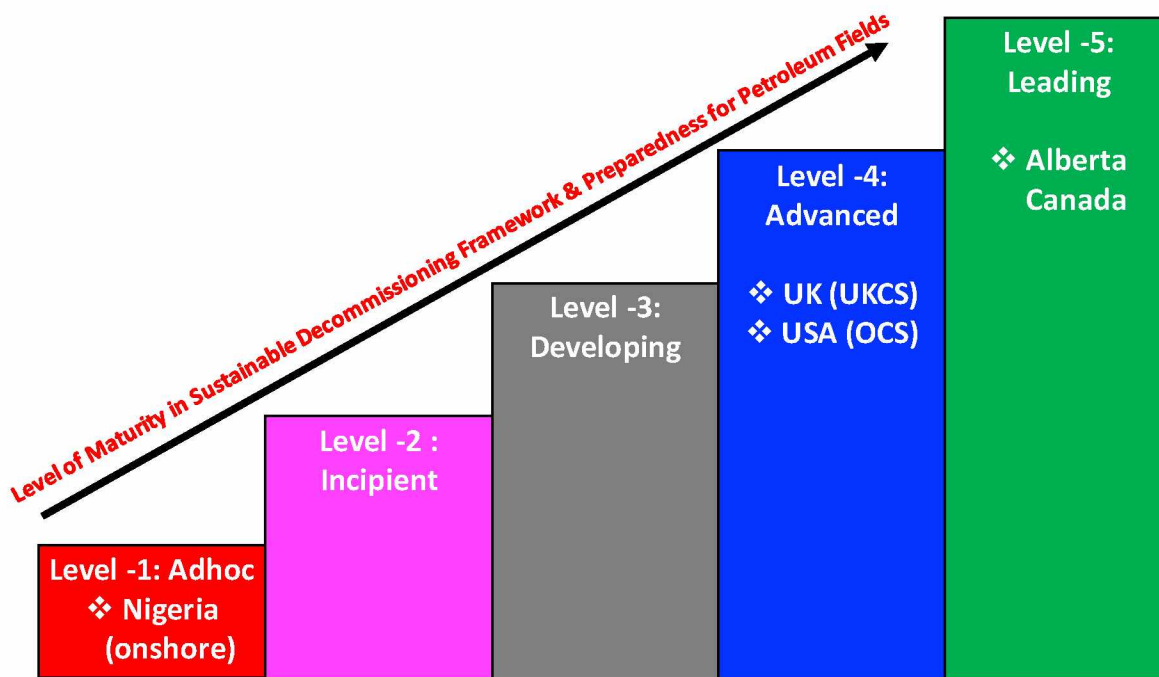 Level of Maturity in Sustainable Decommissioning Framework & Preparedness for Petroleum Fields
Level -1: Adhoc
❖ Nigeria
(onshore)
Level -2 :
Incipient
Level -3:
Developing
Level -4:
Advanced
❖ UK (UKCS)
❖ USA (OCS)
Level -5:
Leading
❖ Alberta
Canada